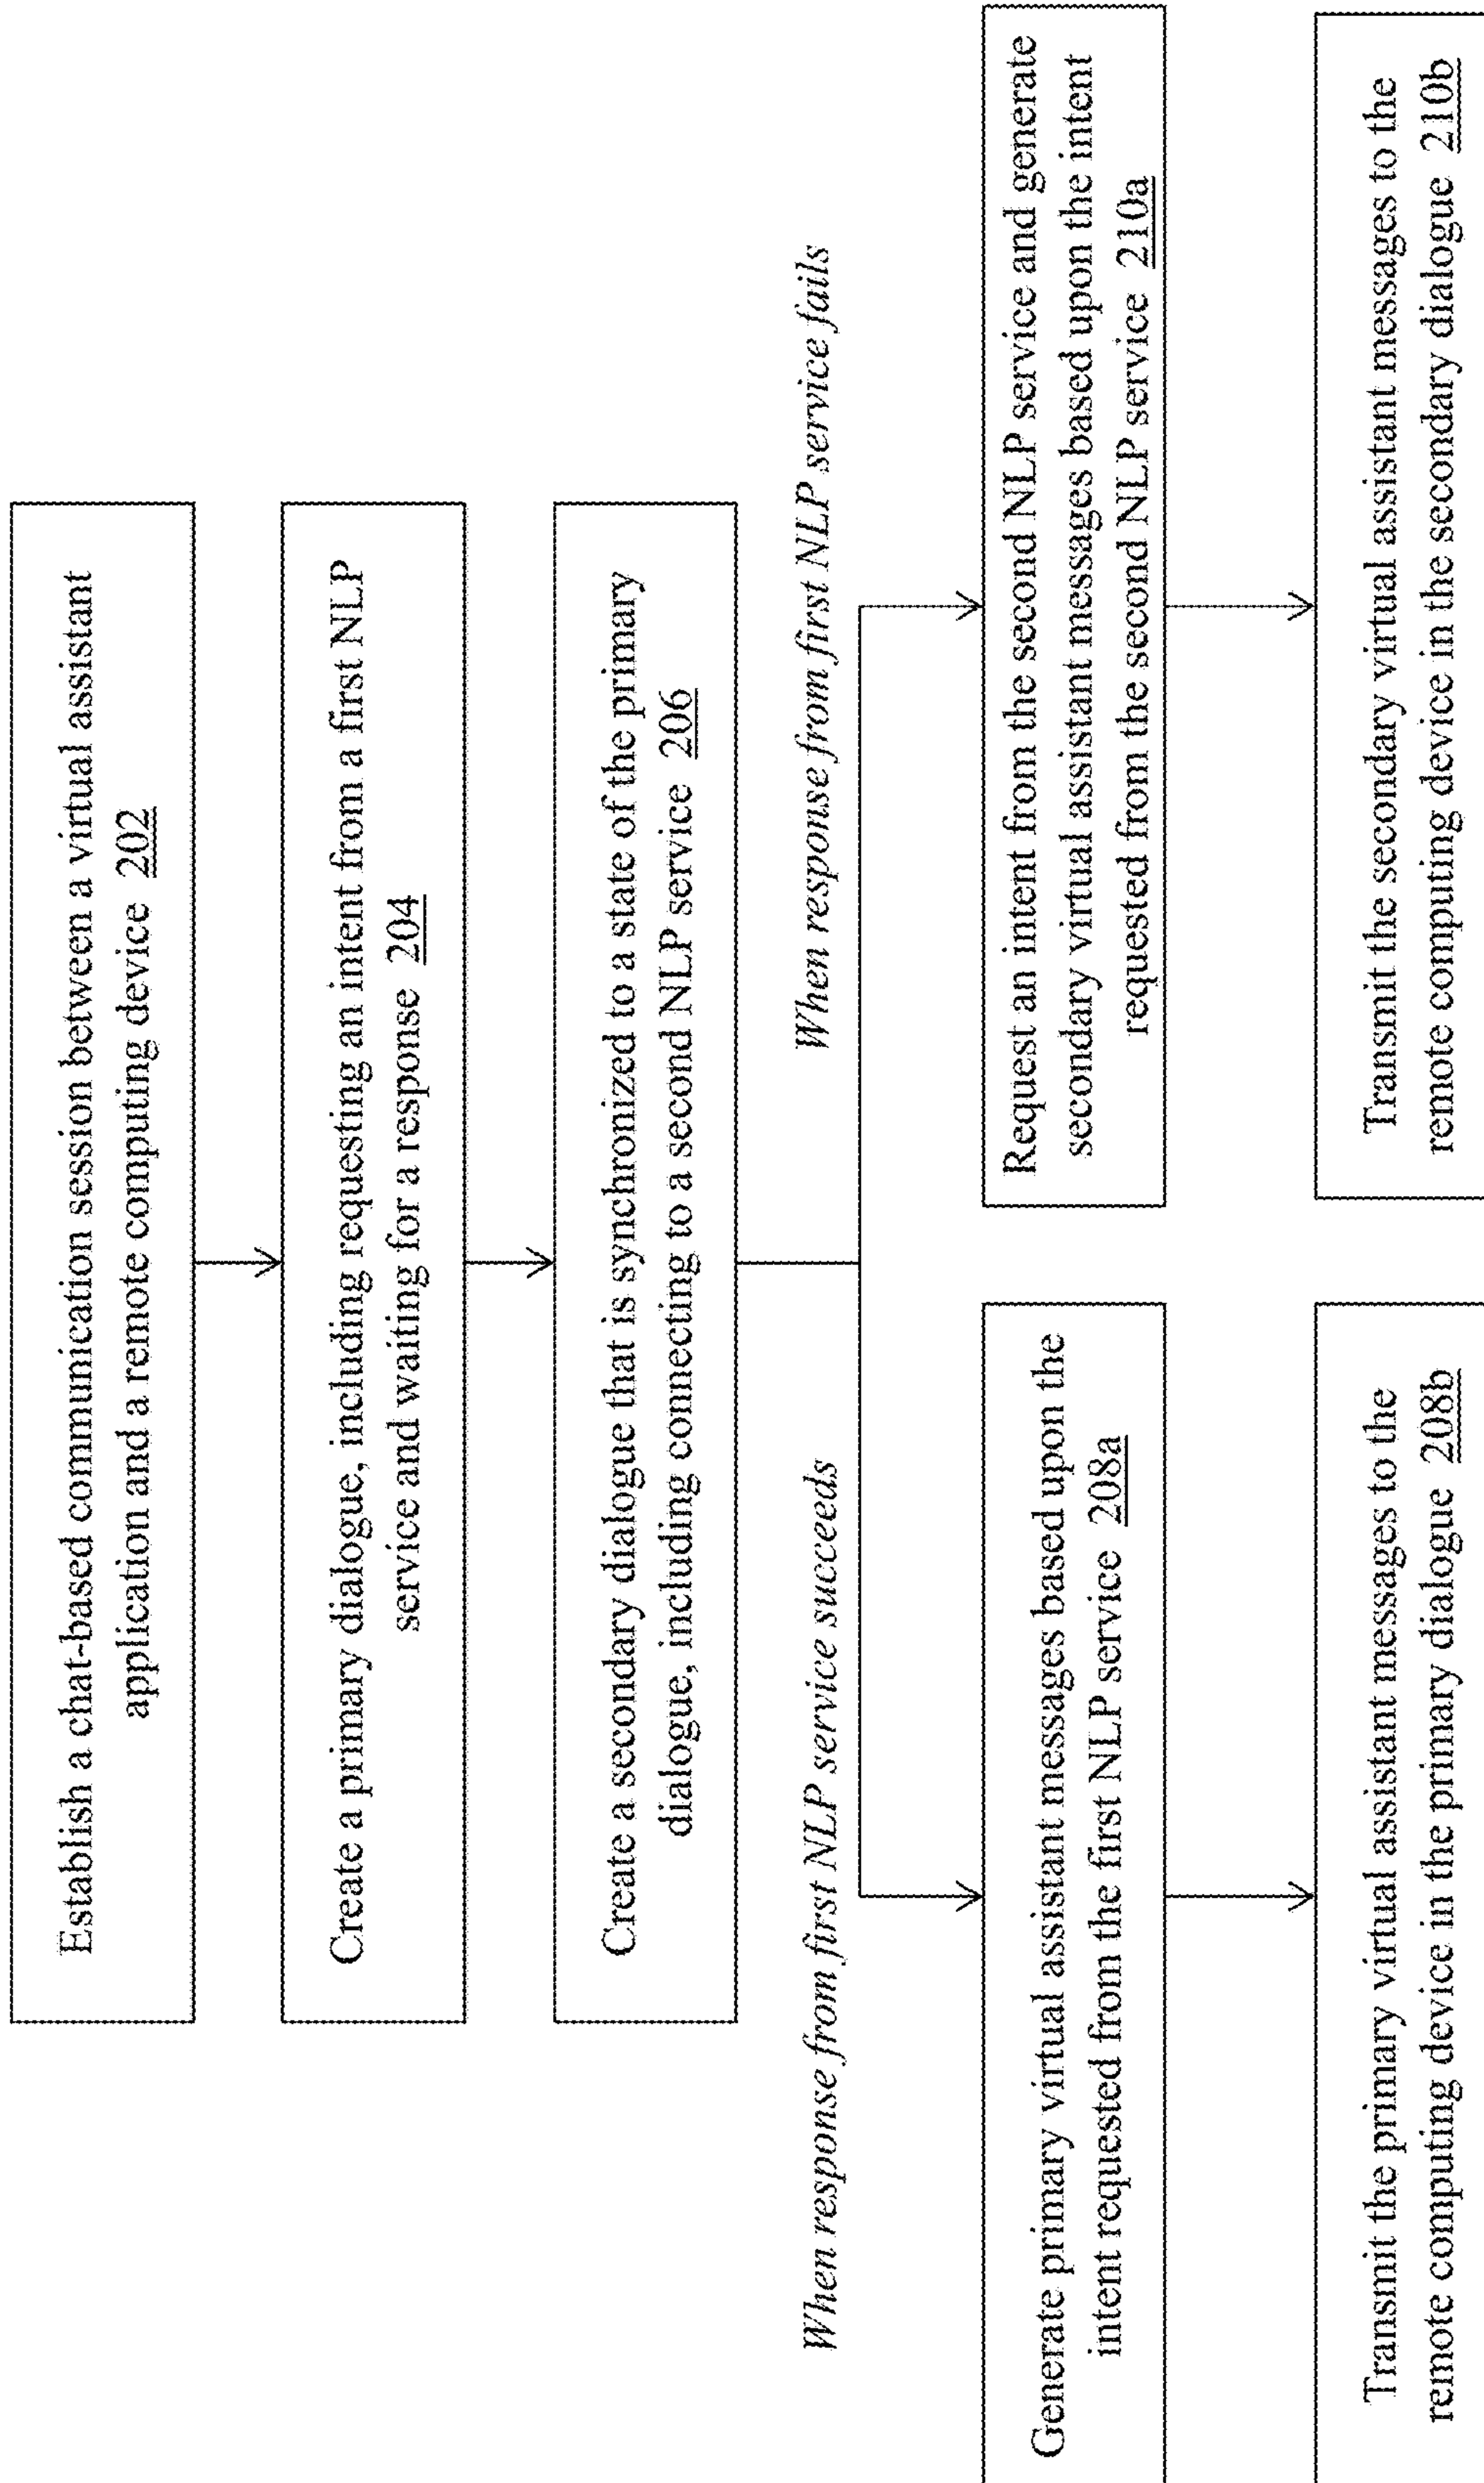 Establish a chat-based communication session between a virtual assistant
application and a remote computing device 202
Create a primary dialogue, including requesting an intent from a first NLP
service and waiting for a response 204
Create a secondary dialogue that is synchronized to a state of the primary
dialogue, including connecting to a second NLP service 206
When response from first NLP service succeeds
When response from first NLP service fails
Generate primary virtual assistant messages based upon the
intent requested from the first NLP service 208a
Request an intent from the second NLP service and generate
secondary virtual assistant messages based upon the intent
requested from the second NLP service 210a
Transmit the primary virtual assistant messages to the
remote computing device in the primary dialogue 208b
Transmit the secondary virtual assistant messages to the
remote computing device in the secondary dialogue 210b